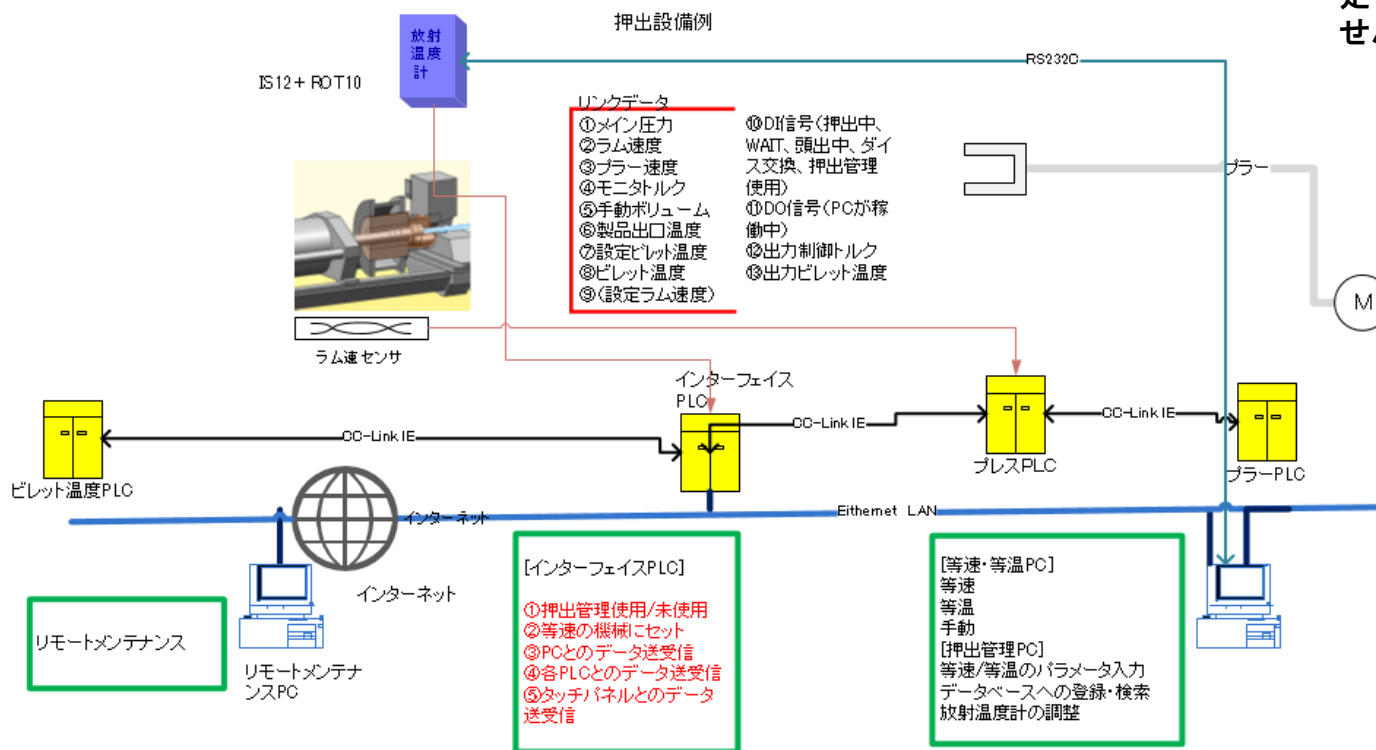 押出設備例
定
せん
放射
温度
計
IS12+ ROT10
RS232C
リンクデータ
①メイン圧力
②ラム速度
③プラー速度
④モニタトルク
⑤手動ボリューム
⑥製品出口温度
⑦設定ビレット温度
⑧ビレット温度
⑨(設定ラム速度)
⑩DI信号(押出中、
WAIT、頭出中、ダイ
ス交換、押出管理
使用)
⑪DO信号(PCが稼
働中)
⑫出力制御トルク
⑬出力ビレット温度
プラー
M
ラム速センサ
インターフェイス
PLC
CC-Link IE
CC-Link IE
CC-Link IE
ビレット温度PLC
プレスPLC
プラーPLC
インターネット
Eithernet LAN
インターネット
リモートメンテナンス
リモートメンテナ
ンスPC
[インターフェイスPLC]
①押出管理使用/未使用
②等速の機械にセット
③PCとのデータ送受信
④各PLCとのデータ送受信
⑤タッチパネルとのデータ
送受信
[等速・等温PC]
等速
等温
手動
[押出管理PC]
等速/等温のパラメータ入力
データベースへの登録・検索
放射温度計の調整